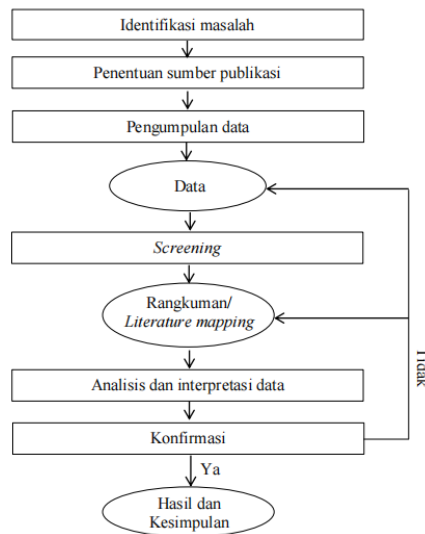 Identifikasi masalah
Penentuan sumber publikasi
Pengumpulan data
Data
Screening
Rangkuman/
Literature mapping
Tidak
Analisis dan interpretasi data
Konfirmasi
Ya
Hasil dan
Kesimpulan